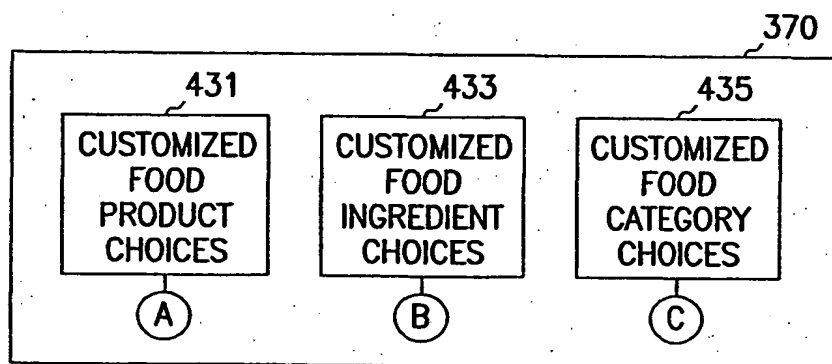 370
431
433
435
CUSTOMIZED
FOOD
PRODUCT
CHOICES
CUSTOMIZED
FOOD
INGREDIENT
CHOICES
CUSTOMIZED
FOOD
CATEGORY
CHOICES
A
B
C